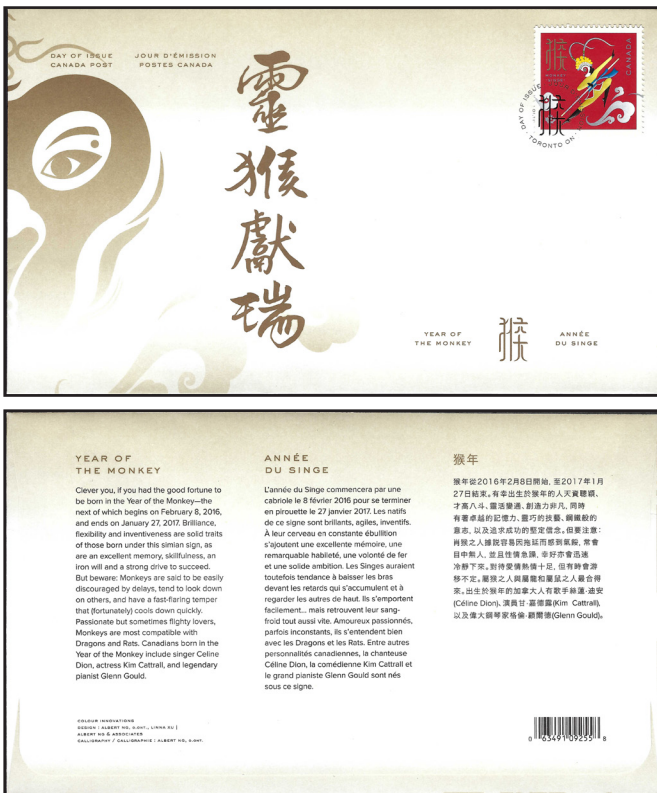 DAY OF ISSUE
CANADA POST
JOUR D'ÉMISSION
POSTES CANADA
靈
猴
獻
瑞
猴
CANADA
DAY OF ISSUE
猴
TORONTO ON
YEAR OF
THE MONKEY
猴
ANNÉE
DU SINGE
YEAR OF
THE MONKEY
Clever you, if you had the good fortune to
be born in the Year of the Monkey—the
next of which begins on February 8, 2016,
and ends on January 27, 2017. Brilliance,
flexibility and inventiveness are solid traits
of those born under this simian sign, as
are an excellent memory, skillfulness, an
iron will and a strong drive to succeed.
But beware: Monkeys are said to be easily
discouraged by delays, tend to look down
on others, and have a fast-flaring temper
that (fortunately) cools down quickly.
Passionate but sometimes flighty lovers,
Monkeys are most compatible with
Dragons and Rats. Canadians born in the
Year of the Monkey include singer Celine
Dion, actress Kim Cattrall, and legendary
pianist Glenn Gould.
ANNÉE
DU SINGE
L'année du Singe commencera par une
cabriole le 8 février 2016 pour se terminer
en pirouette le 27 janvier 2017. Les natifs
de ce signe sont brillants, agiles, inventifs.
À leur cerveau en constante ébullition
s'ajoutent une excellente mémoire, une
remarquable habileté, une volonté de fer
et une solide ambition. Les Singes auraient
toutefois tendance à baisser les bras
devant les retards qui s'accumulent et à
regarder les autres de haut. Ils s'emportent
facilement... mais retrouvent leur sang-
froid tout aussi vite. Amoureux passionnés,
parfois inconstants, ils s'entendent bien
avec les Dragons et les Rats. Entre autres
personnalités canadiennes, la chanteuse
Céline Dion, la comédienne Kim Cattrall et
le grand pianiste Glenn Gould sont nés
sous ce signe.
猴年
猴年從2016年2月8日開始, 至2017年1月
27日結束。有幸出生於猴年的人天資聰穎、
才高八斗、靈活變通、創造力非凡, 同時
有著卓越的記憶力、靈巧的技藝、鋼鐵般的
意志, 以及追求成功的堅定信念。但要注意:
肖猴之人據說容易因拖延而感到氣餒, 常會
目中無人, 並且性情急躁, 幸好亦會迅速
冷靜下來。對待愛情熱情十足, 但有時會游
移不定。屬猴之人與屬龍和屬鼠之人最合得
來。出生於猴年的加拿大人有歌手絲蓮·迪安
(Céline Dion)、演員甘·嘉德露(Kim Cattrall),
以及偉大鋼琴家格倫·顧爾德(Glenn Gould)。
COLOUR INNOVATIONS
DESIGN : ALBERT NG, O.ONT., LINNA XU |
ALBERT NG & ASSOCIATES
CALLIGRAPHY / CALLIGRAPHIE : ALBERT NG, O.ONT.
0 63491 09255 8